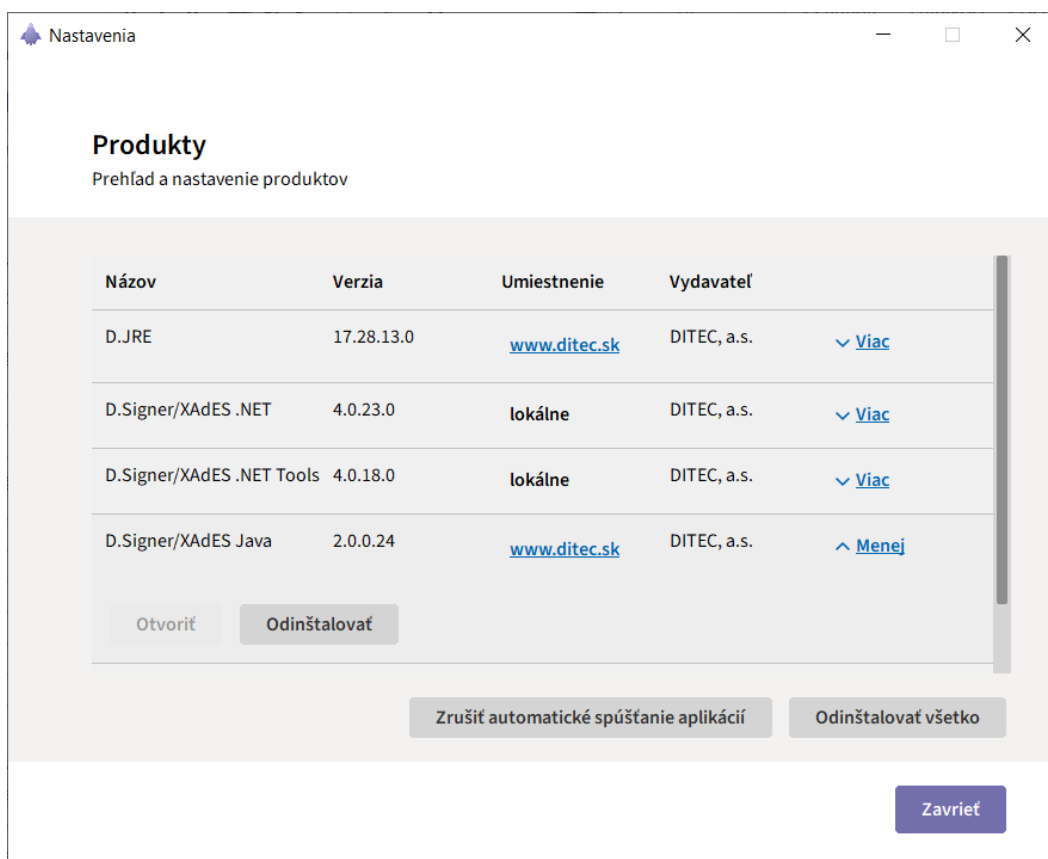 Nastavenia
Produkty
Prehľad a nastavenie produktov
Názov Verzia Umiestnenie Vydavateľ
D.JRE 17.28.13.0 www.ditec.sk DITEC, a.s. Viac
D.Signer/XAdES .NET 4.0.23.0 lokálne DITEC, a.s. Viac
D.Signer/XAdES .NET Tools 4.0.18.0 lokálne DITEC, a.s. Viac
D.Signer/XAdES Java 2.0.0.24 www.ditec.sk DITEC, a.s. Menej
Otvoriť Odinštalovať
Zrušiť automatické spúšťanie aplikácií Odinštalovať všetko
Zavrieť